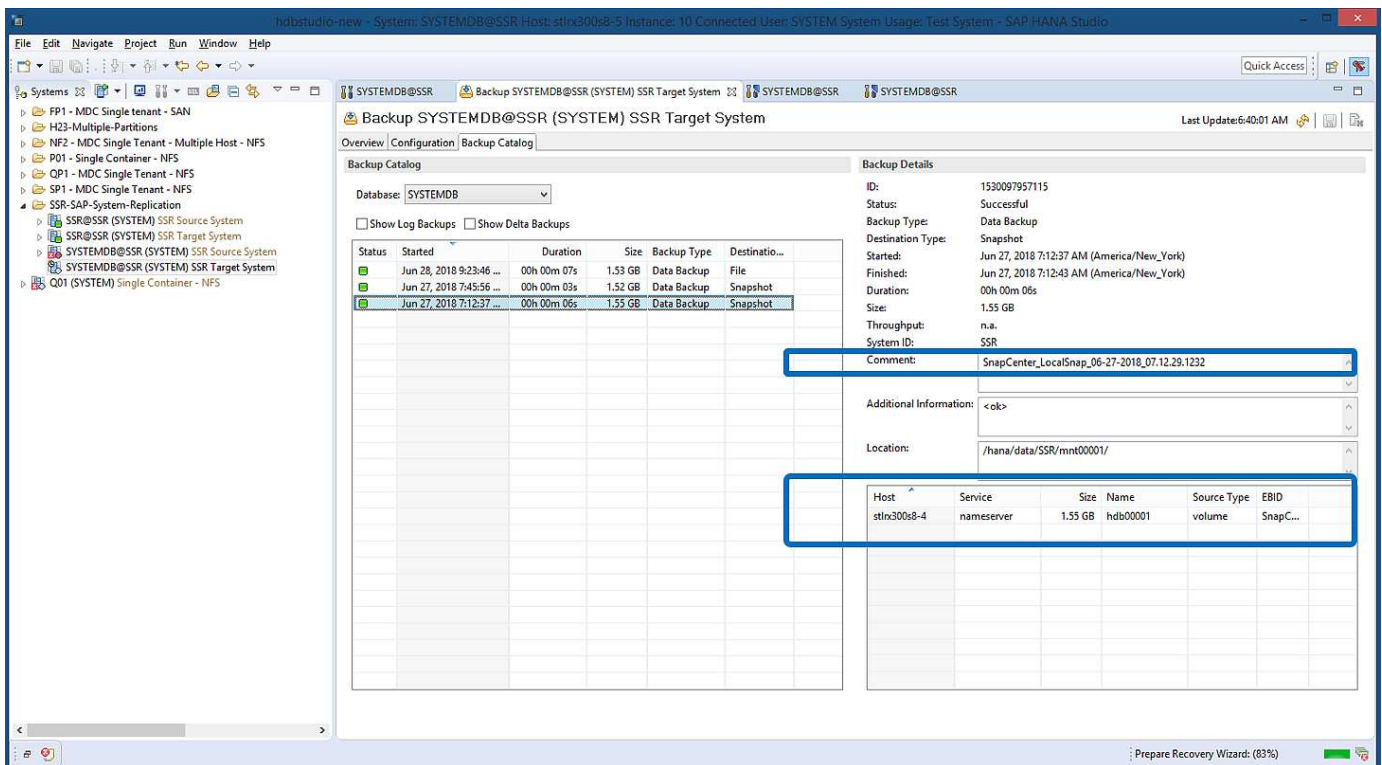 hdbstudio-new - System: SYSTEMDB@SSR Host: stlrx300s8-5 Instance: 10 Connected User: SYSTEM System Usage: Test System - SAP HANA Studio
File Edit Navigate Project Run Window Help
Quick Access
Systems
FP1 - MDC Single tenant - SAN
H23-Multiple-Partitions
NF2 - MDC Single Tenant - Multiple Host - NFS
P01 - Single Container - NFS
QP1 - MDC Single Tenant - NFS
SP1 - MDC Single Tenant - NFS
SSR-SAP-System-Replication
SSR@SSR (SYSTEM) SSR Source System
SSR@SSR (SYSTEM) SSR Target System
SYSTEMDB@SSR (SYSTEM) SSR Source System
SYSTEMDB@SSR (SYSTEM) SSR Target System
Q01 (SYSTEM) Single Container - NFS
SYSTEMDB@SSR Backup SYSTEMDB@SSR (SYSTEM) SSR Target System SYSTEMDB@SSR SYSTEMDB@SSR
Backup SYSTEMDB@SSR (SYSTEM) SSR Target System
Last Update:6:40:01 AM
Overview Configuration Backup Catalog
Backup Catalog
Database: SYSTEMDB
Show Log Backups Show Delta Backups
Status Started Duration Size Backup Type Destinatio...
Jun 28, 2018 9:23:46 ... 00h 00m 07s 1.53 GB Data Backup File
Jun 27, 2018 7:45:56 ... 00h 00m 03s 1.52 GB Data Backup Snapshot
Jun 27, 2018 7:12:37 ... 00h 00m 06s 1.55 GB Data Backup Snapshot
Backup Details
ID: 1530097957115
Status: Successful
Backup Type: Data Backup
Destination Type: Snapshot
Started: Jun 27, 2018 7:12:37 AM (America/New_York)
Finished: Jun 27, 2018 7:12:43 AM (America/New_York)
Duration: 00h 00m 06s
Size: 1.55 GB
Throughput: n.a.
System ID: SSR
Comment: SnapCenter_LocalSnap_06-27-2018_07.12.29.1232
Additional Information: <ok>
Location: /hana/data/SSR/mnt00001/
Host Service Size Name Source Type EBID
stlrx300s8-4 nameserver 1.55 GB hdb00001 volume SnapC...
Prepare Recovery Wizard: (83%)